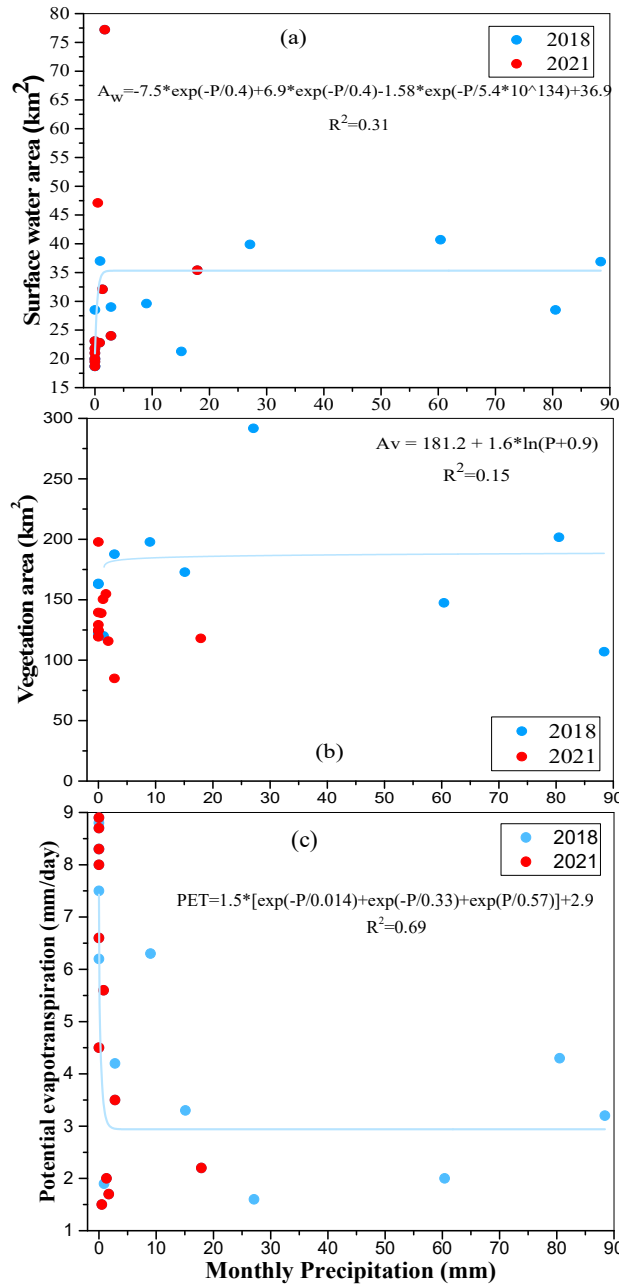 (a)
2018
2021
A_w=-7.5*exp(-P/0.4)+6.9*exp(-P/0.4)-1.58*exp(-P/5.4*10^134)+36.9
R²=0.31
Surface water area (km²)
80
75
70
65
60
55
50
45
40
35
30
25
20
15
0 10 20 30 40 50 60 70 80 90
Av = 181.2 + 1.6*ln(P+0.9)
R²=0.15
Vegetation area (km²)
300
250
200
150
100
50
0
(b)
2018
2021
0 10 20 30 40 50 60 70 80 90
(c)
2018
2021
PET=1.5*[exp(-P/0.014)+exp(-P/0.33)+exp(P/0.57)]+2.9
R²=0.69
Potential evapotranspiration (mm/day)
9
8
7
6
5
4
3
2
1
0 10 20 30 40 50 60 70 80 90
Monthly Precipitation (mm)